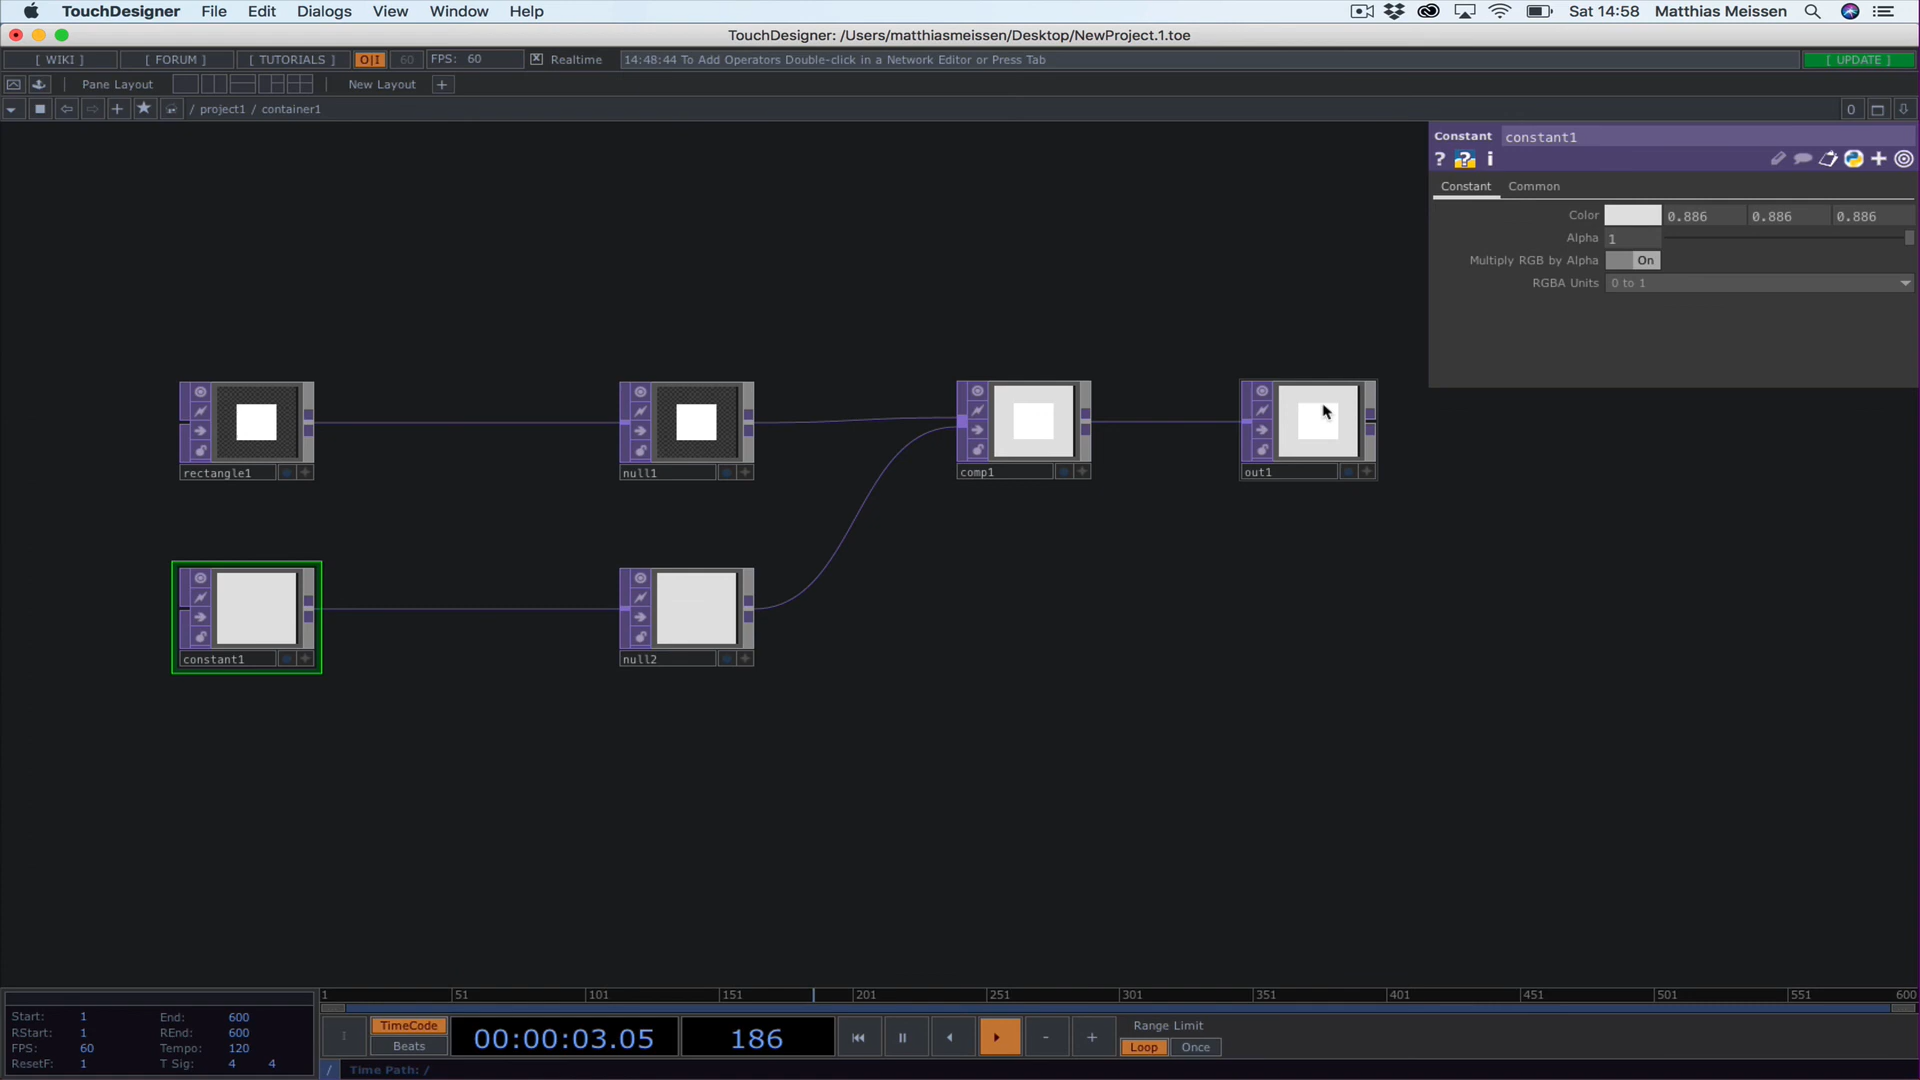 TouchDesigner File Edit Dialogs View Window Help Sat 14:58 Matthias Meissen
TouchDesigner: /Users/matthiasmeissen/Desktop/NewProject.1.toe
[ WIKI ] [ FORUM ] [ TUTORIALS ] O|I 60 FPS: 60 Realtime 14:48:44 To Add Operators Double-click in a Network Editor or Press Tab [ UPDATE ]
Pane Layout New Layout +
/ project1 / container1 0
Constant constant1
? ? i
Constant Common
Color 0.886 0.886 0.886
Alpha 1
Multiply RGB by Alpha On
RGBA Units 0 to 1
rectangle1 null1 comp1 out1
constant1 null2
1 51 101 151 201 251 301 351 401 451 501 551 600
Start: 1 End: 600
RStart: 1 REnd: 600
FPS: 60 Tempo: 120
ResetF: 1 T Sig: 4 4
TimeCode
Beats
00:00:03.05 186
- +
Range Limit
Loop Once
/ Time Path: /